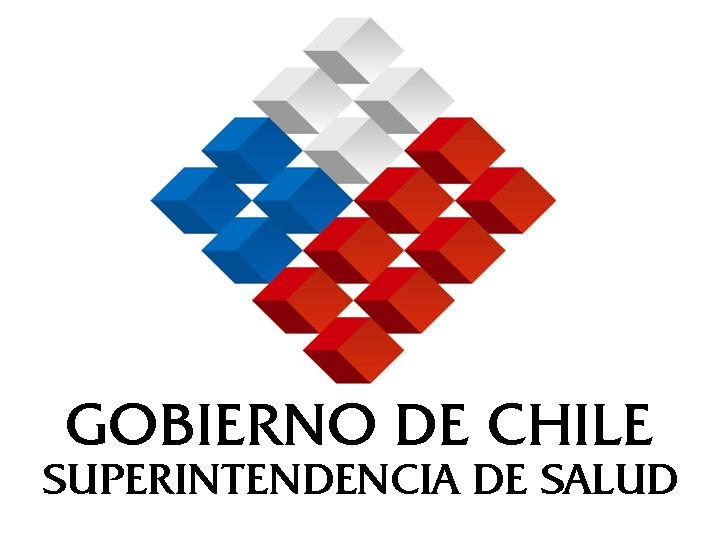 GOBIERNO DE CHILE
SUPERINTENDENCIA DE SALUD